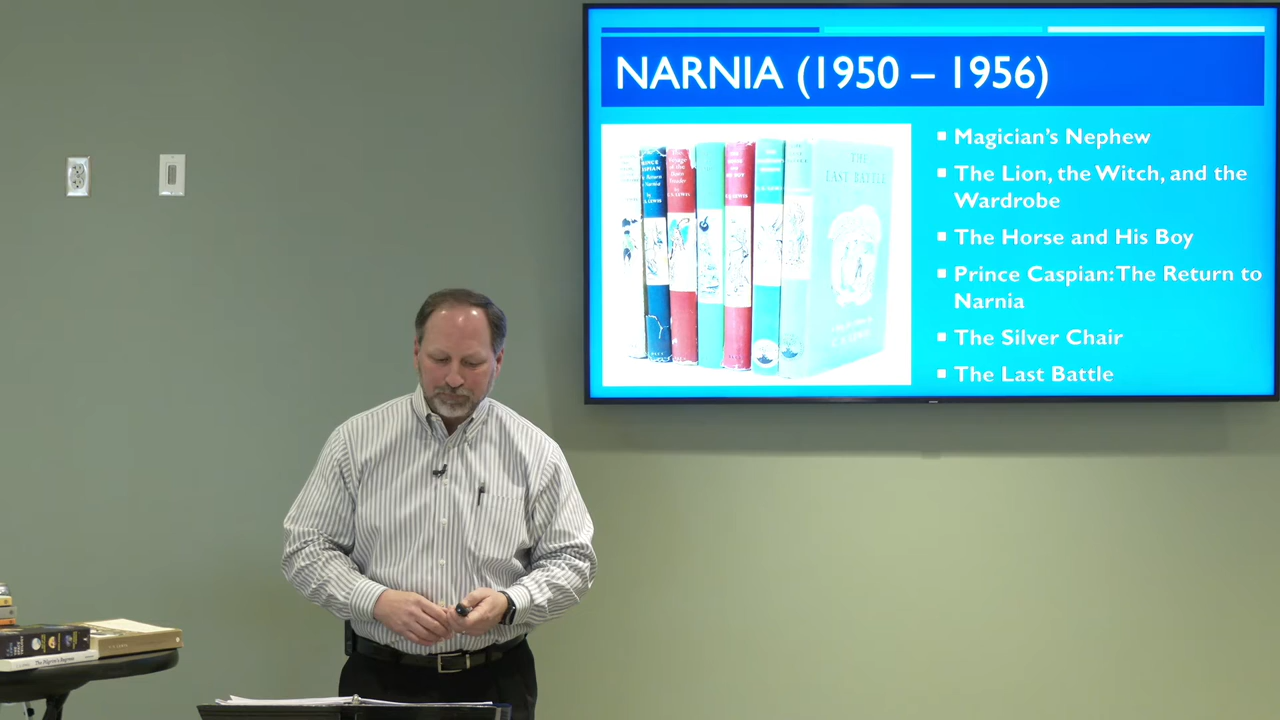 NARNIA (1950 – 1956)
Magician's Nephew
The Lion, the Witch, and the
Wardrobe
The Horse and His Boy
Prince Caspian: The Return to
Narnia
The Silver Chair
The Last Battle
THE
LAST BATTLE
C. S. LEWIS